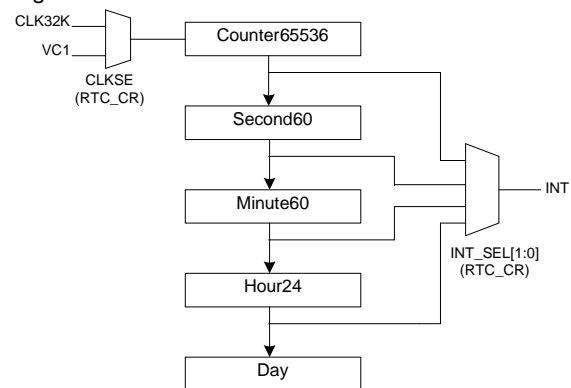 CLK32K
VC1
CLKSE
(RTC_CR)
Counter65536
Second60
Minute60
Hour24
Day
INT
INT_SEL[1:0]
(RTC_CR)